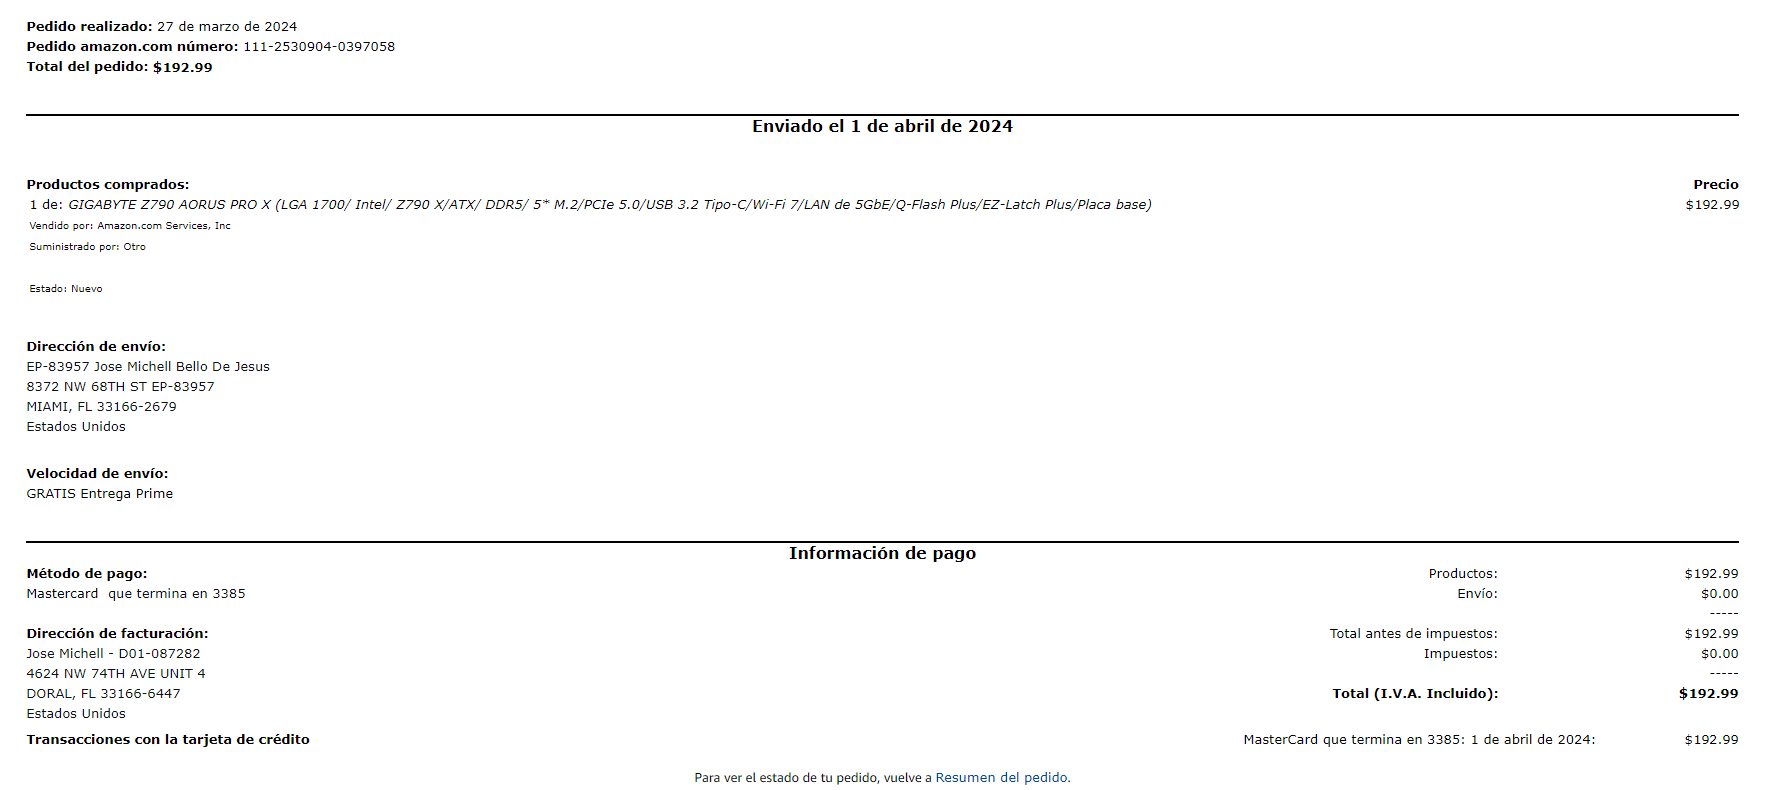 Pedido realizado: 27 de marzo de 2024
Pedido amazon.com número: 111-2530904-0397058
Total del pedido: $192.99
Enviado el 1 de abril de 2024
Productos comprados: Precio
1 de: GIGABYTE Z790 AORUS PRO X (LGA 1700/ Intel/ Z790 X/ATX/ DDR5/ 5* M.2/PCIe 5.0/USB 3.2 Tipo-C/Wi-Fi 7/LAN de 5GbE/Q-Flash Plus/EZ-Latch Plus/Placa base) $192.99
Vendido por: Amazon.com Services, Inc
Suministrado por: Otro
Estado: Nuevo
Dirección de envío:
EP-83957 Jose Michell Bello De Jesus
8372 NW 68TH ST EP-83957
MIAMI, FL 33166-2679
Estados Unidos
Velocidad de envío:
GRATIS Entrega Prime
Información de pago
Método de pago: Productos: $192.99
Mastercard que termina en 3385 Envío: $0.00
-----
Dirección de facturación: Total antes de impuestos: $192.99
Jose Michell - D01-087282 Impuestos: $0.00
4624 NW 74TH AVE UNIT 4 -----
DORAL, FL 33166-6447 Total (I.V.A. Incluido): $192.99
Estados Unidos
Transacciones con la tarjeta de crédito MasterCard que termina en 3385: 1 de abril de 2024: $192.99
Para ver el estado de tu pedido, vuelve a Resumen del pedido.